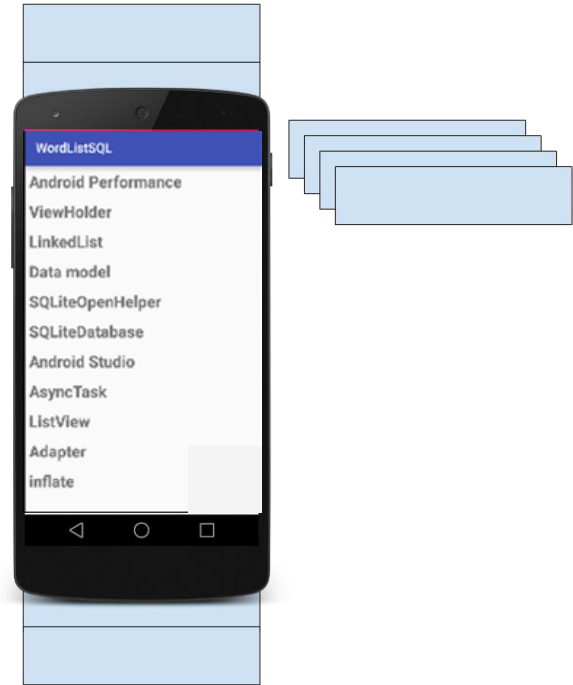 WordListSQL
Android Performance
ViewHolder
LinkedList
Data model
SQLiteOpenHelper
SQLiteDatabase
Android Studio
AsyncTask
ListView
Adapter
inflate